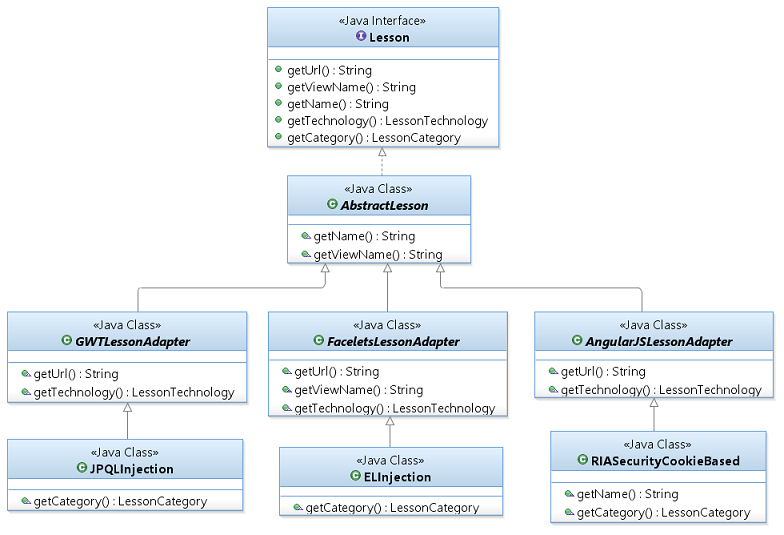 «Java Interface»
Lesson
getUrl() : String
getViewName() : String
getName() : String
getTechnology() : LessonTechnology
getCategory() : LessonCategory
«Java Class»
AbstractLesson
getName() : String
getViewName() : String
«Java Class»
GWTLessonAdapter
getUrl() : String
getTechnology() : LessonTechnology
«Java Class»
FaceletsLessonAdapter
getUrl() : String
getViewName() : String
getTechnology() : LessonTechnology
«Java Class»
AngularJSLessonAdapter
getUrl() : String
getTechnology() : LessonTechnology
«Java Class»
JPQLInjection
getCategory() : LessonCategory
«Java Class»
ELInjection
getCategory() : LessonCategory
«Java Class»
RIASecurityCookieBased
getName() : String
getCategory() : LessonCategory